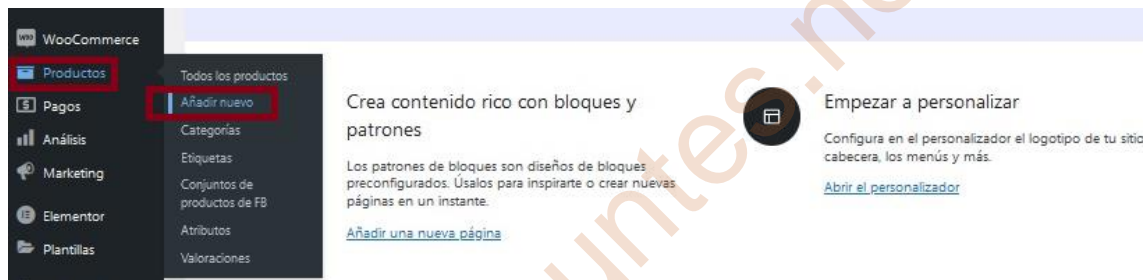 WooCommerce
Productos
Pagos
Análisis
Marketing
Elementor
Plantillas
Todos los productos
Añadir nuevo
Categorías
Etiquetas
Conjuntos de
productos de FB
Atributos
Valoraciones
Crea contenido rico con bloques y
patrones
Los patrones de bloques son diseños de bloques
preconfigurados. Úsalos para inspirarte o crear nuevas
páginas en un instante.
Añadir una nueva página
Empezar a personalizar
Configura en el personalizador el logotipo de tu sitio
cabecera, los menús y más.
Abrir el personalizador